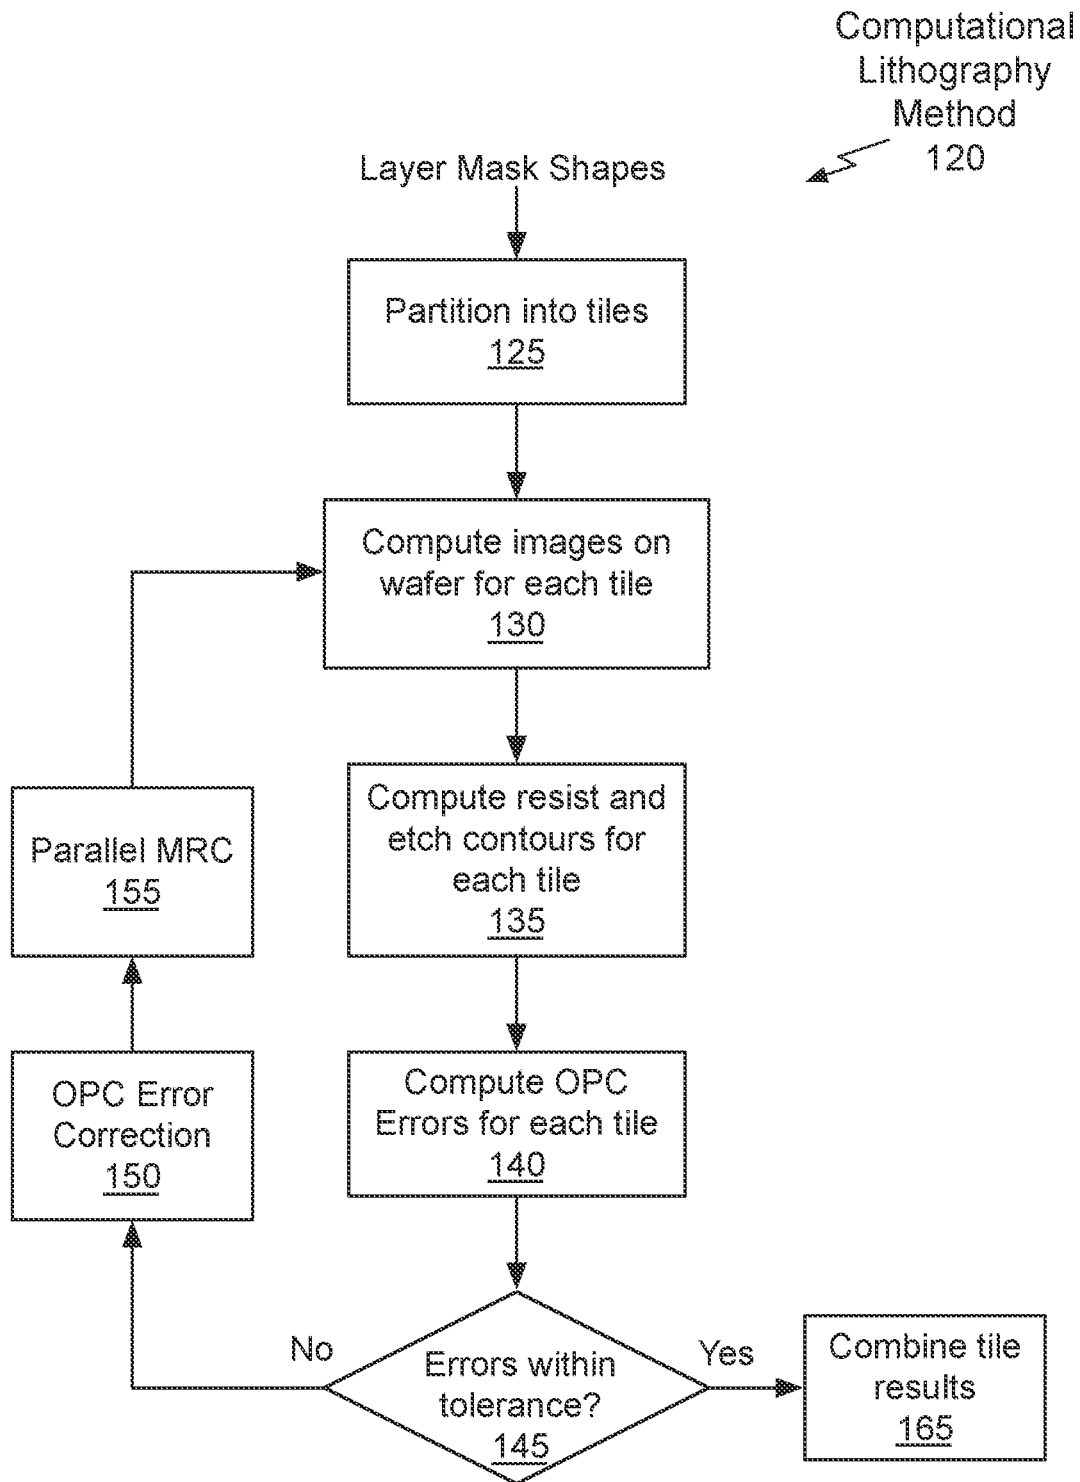 Computational
Lithography
Method
120
Layer Mask Shapes
Partition into tiles
125
Compute images on
wafer for each tile
130
Compute resist and
etch contours for
each tile
135
Parallel MRC
155
Compute OPC
Errors for each tile
140
OPC Error
Correction
150
No
Errors within
tolerance?
145
Yes
Combine tile
results
165